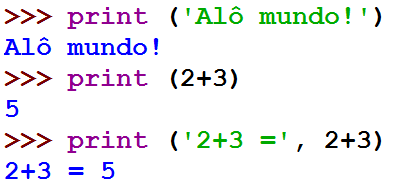 >>> print ('Alô mundo!')
Alô mundo!
>>> print (2+3)
5
>>> print ('2+3 =', 2+3)
2+3 = 5